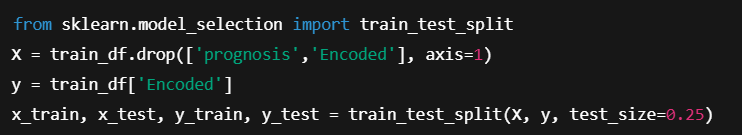 from sklearn.model_selection import train_test_split
X = train_df.drop(['prognosis','Encoded'], axis=1)
y = train_df['Encoded']
x_train, x_test, y_train, y_test = train_test_split(X, y, test_size=0.25)